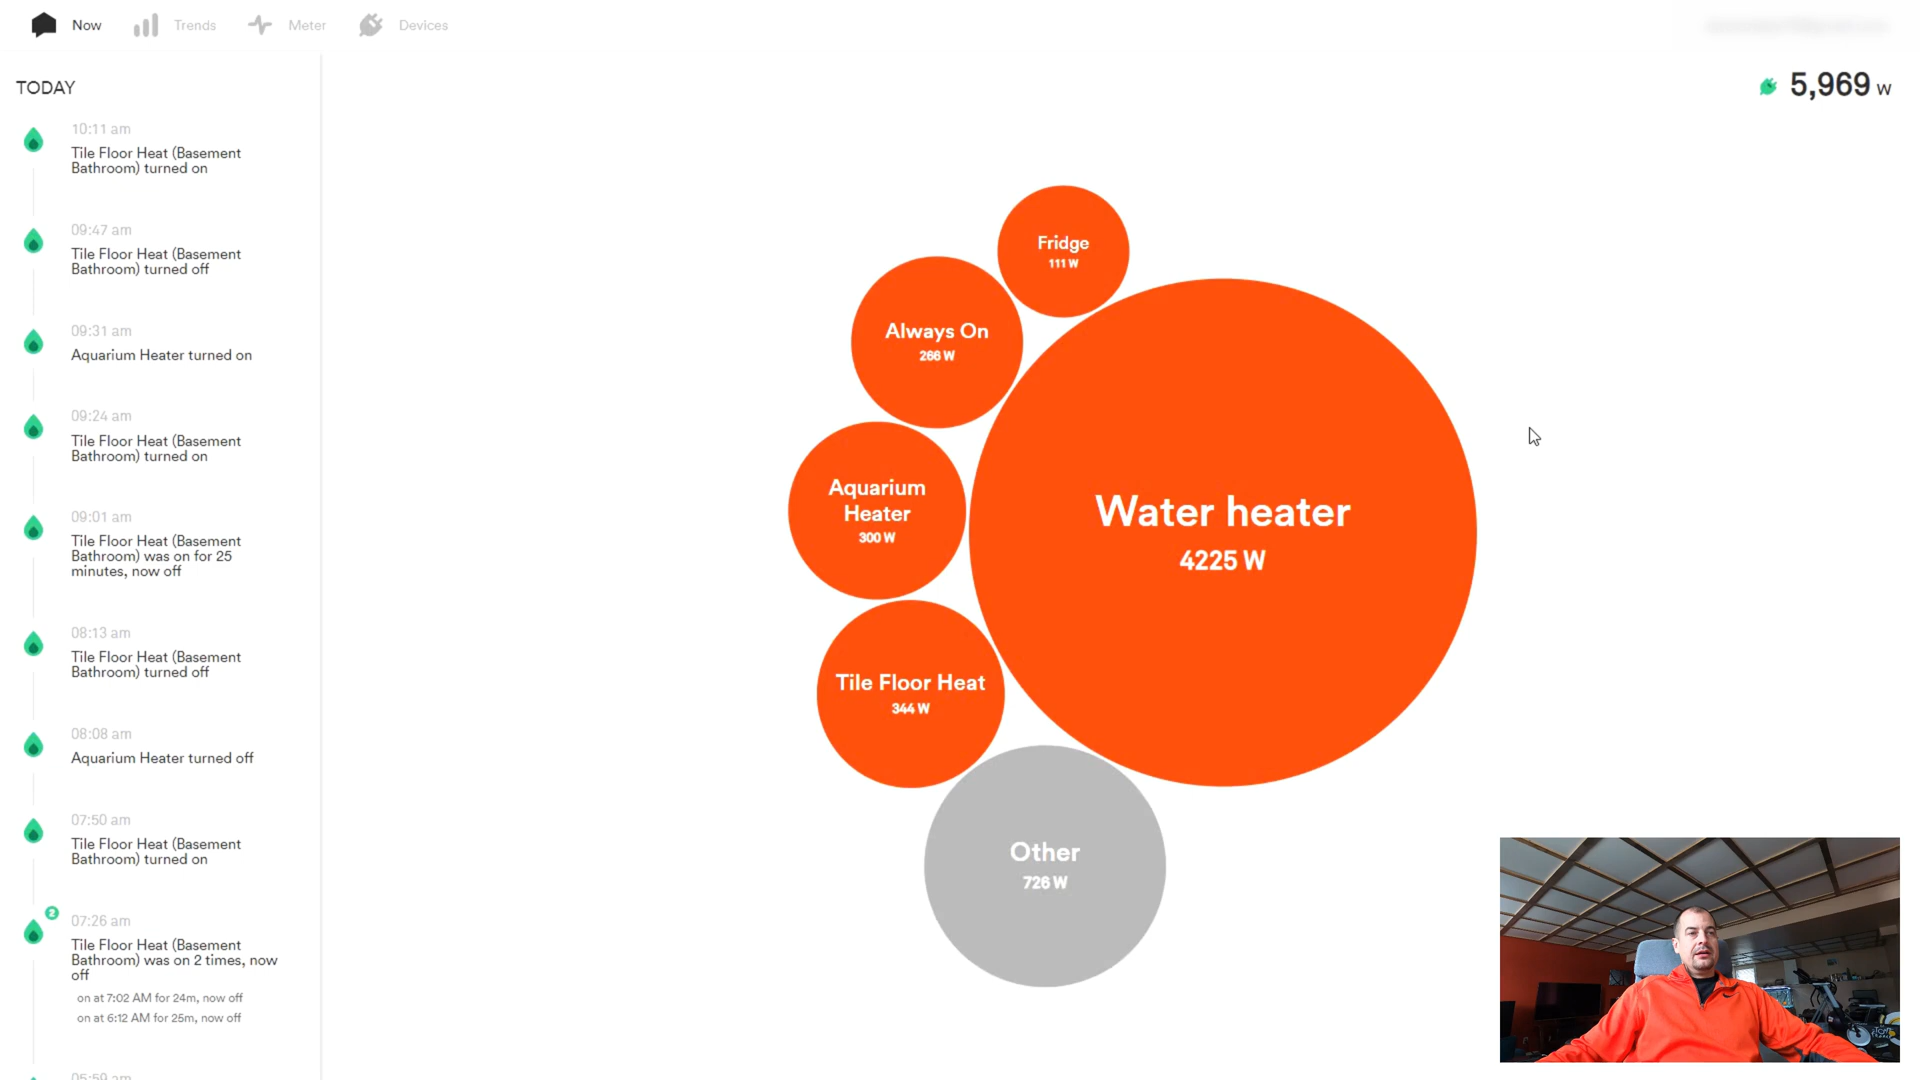 Now
Trends
Meter
Devices
5,969 w
TODAY
10:11 am
Tile Floor Heat (Basement
Bathroom) turned on
09:47 am
Tile Floor Heat (Basement
Bathroom) turned off
09:31 am
Aquarium Heater turned on
09:24 am
Tile Floor Heat (Basement
Bathroom) turned on
09:01 am
Tile Floor Heat (Basement
Bathroom) was on for 25
minutes, now off
08:13 am
Tile Floor Heat (Basement
Bathroom) turned off
08:08 am
Aquarium Heater turned off
07:50 am
Tile Floor Heat (Basement
Bathroom) turned on
2
07:26 am
Tile Floor Heat (Basement
Bathroom) was on 2 times, now
off
on at 7:02 AM for 24m, now off
on at 6:12 AM for 25m, now off
05:59 am
Fridge
111 W
Always On
266 W
Aquarium
Heater
300 W
Water heater
4225 W
Tile Floor Heat
344 W
Other
726 W